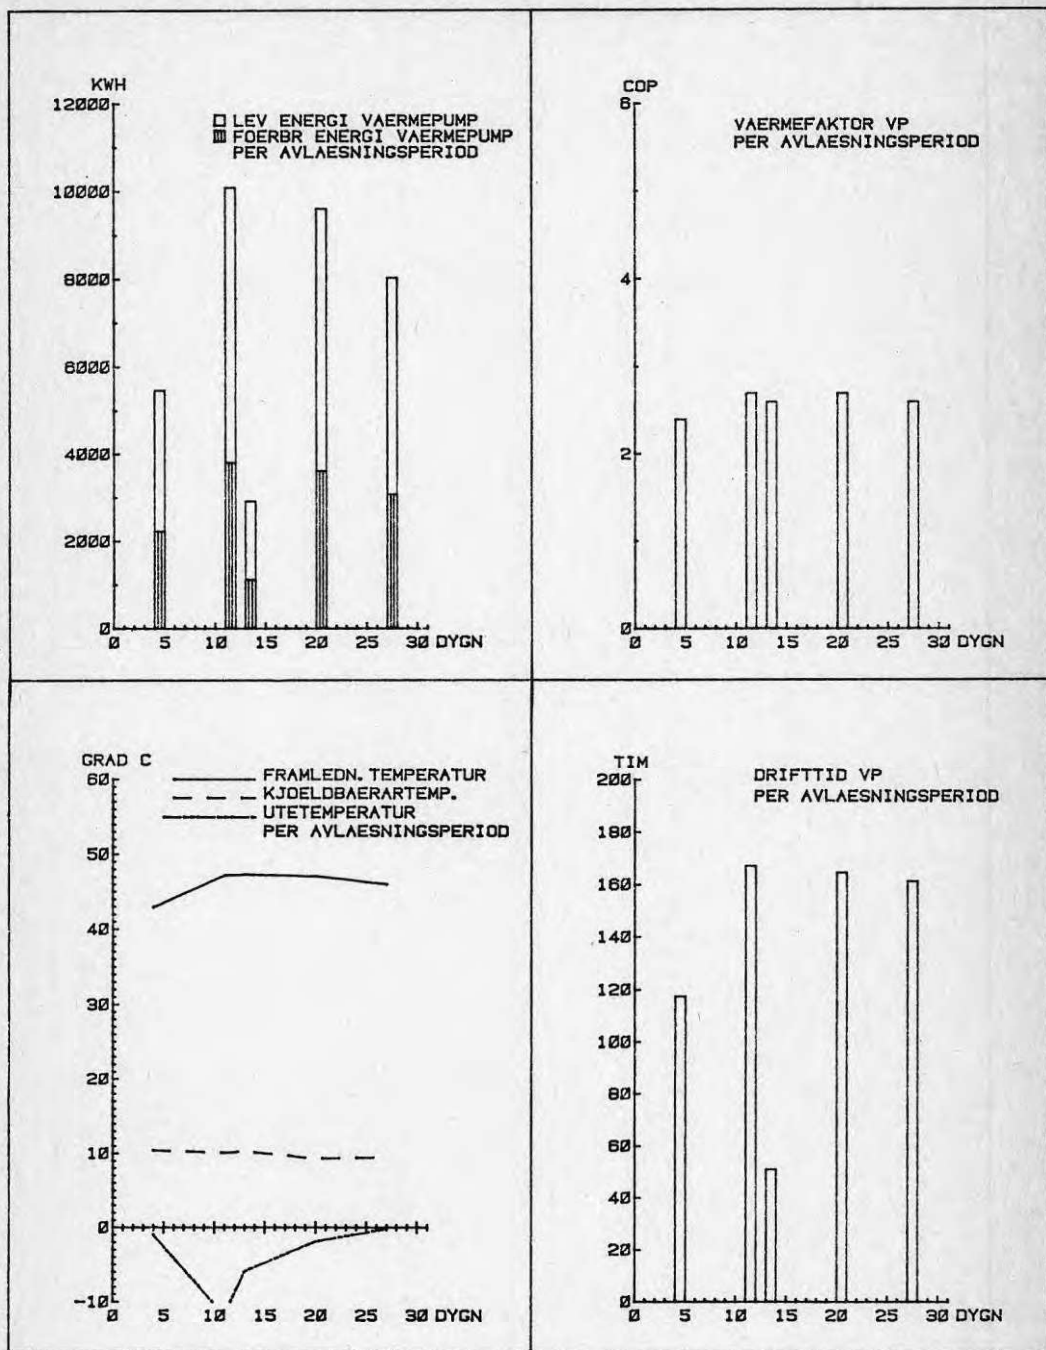 KWH
12000
□ LEV ENERGI VAERMEPUMP
▥ FOERBR ENERGI VAERMEPUMP
PER AVLAESNINGSPERIOD
10000
8000
6000
4000
2000
0
0 5 10 15 20 25 30 DYGN
COP
6
VAERMEFAKTOR VP
PER AVLAESNINGSPERIOD
4
2
0
0 5 10 15 20 25 30 DYGN
GRAD C
FRAMLEDN. TEMPERATUR
KJOELDBAERARTEMP.
UTETEMPERATUR
PER AVLAESNINGSPERIOD
60
50
40
30
20
10
0
-10
0 5 10 15 20 25 30 DYGN
TIM
200
DRIFTTID VP
PER AVLAESNINGSPERIOD
180
160
140
120
100
80
60
40
20
0
0 5 10 15 20 25 30 DYGN